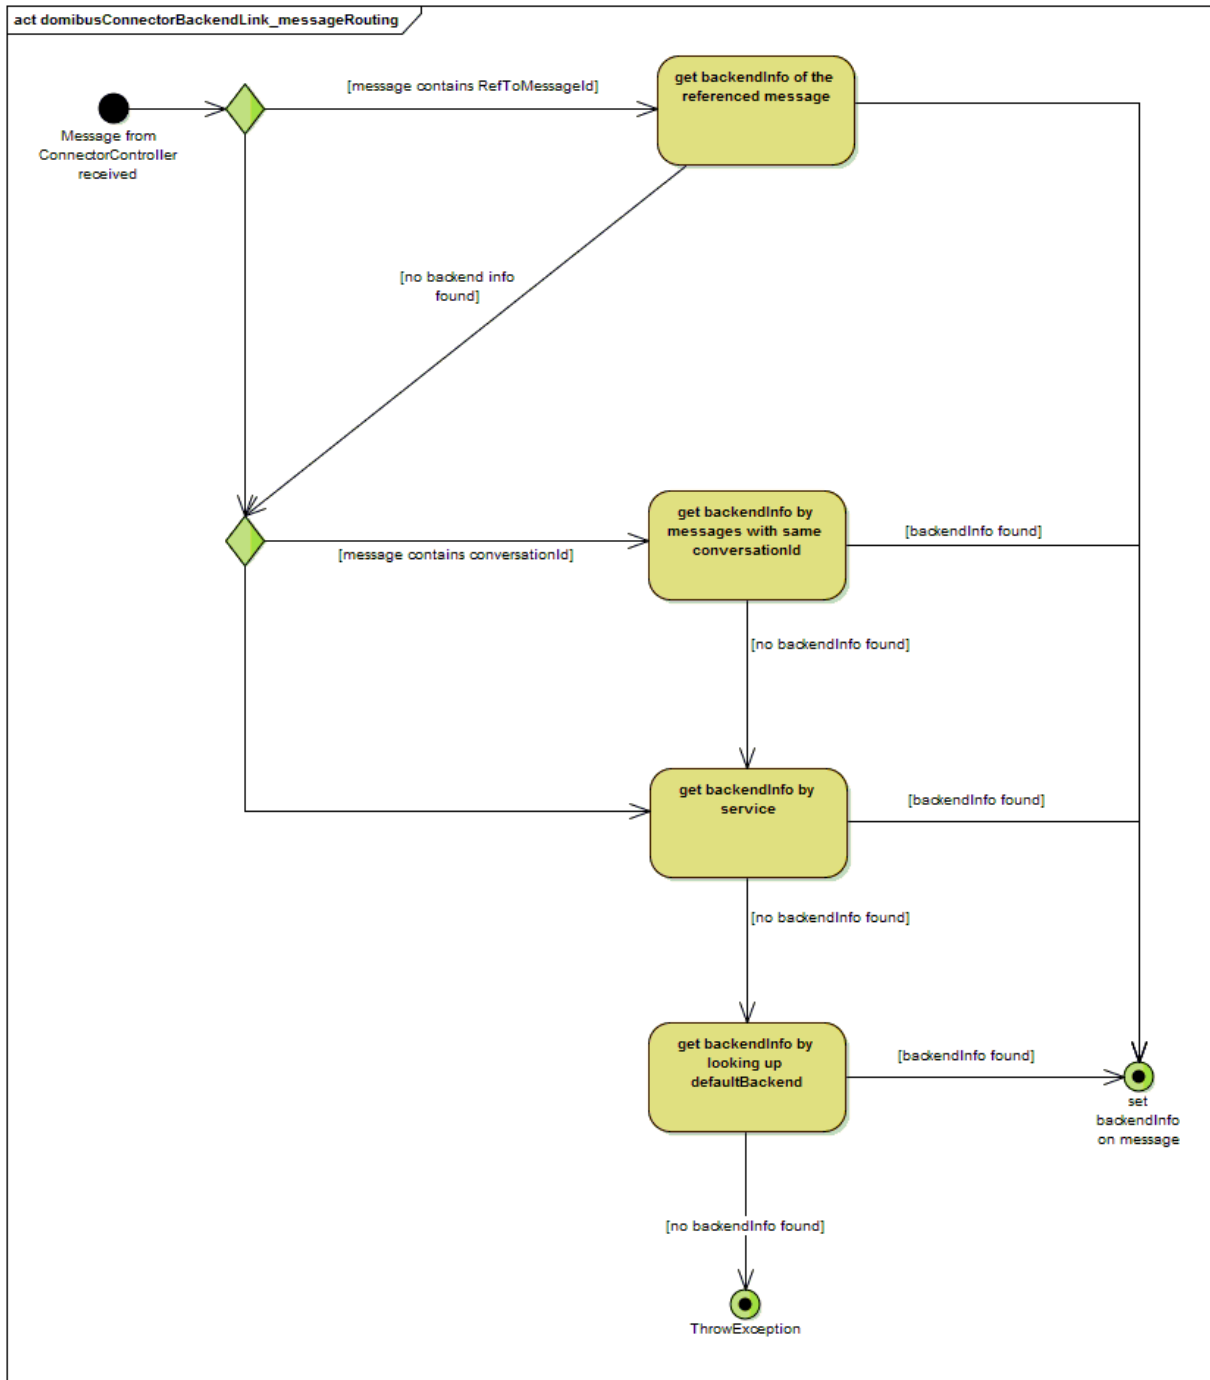 act domibusConnectorBackendLink_messageRouting
[message contains RefToMessageId]
get backendInfo of the
referenced message
Message from
ConnectorController
received
[no backend info
found]
get backendInfo by
messages with same
conversationId
[backendInfo found]
[message contains conversationId]
[no backendInfo found]
get backendInfo by
service
[backendInfo found]
[no backendInfo found]
get backendInfo by
looking up
defaultBackend
[backendInfo found]
set
backendInfo
on message
[no backendInfo found]
ThrowException